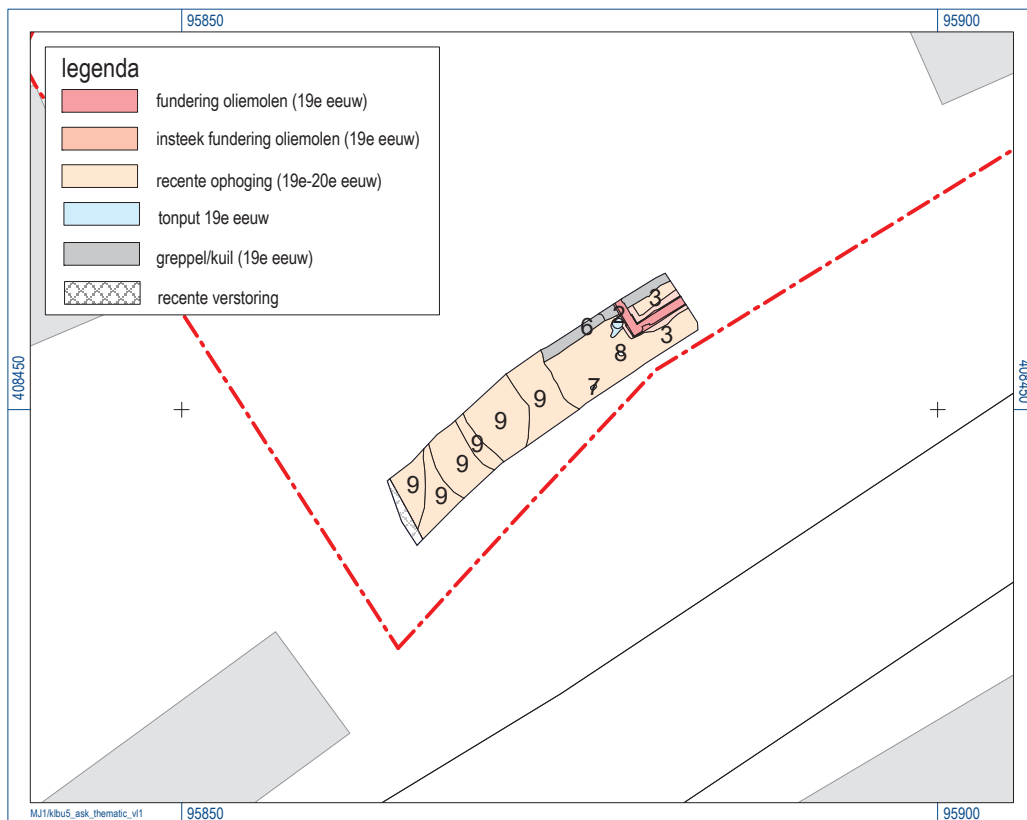 95850 95900
legenda
fundering oliemolen (19e eeuw)
insteek fundering oliemolen (19e eeuw)
recente ophoging (19e-20e eeuw)
tonput 19e eeuw
greppel/kuil (19e eeuw)
recente verstoring
408450
408450
3
2
6
3
8
7
9
9
9
9
9
9
MJ1/klbu5_ask_thematic_vl1
95850 95900